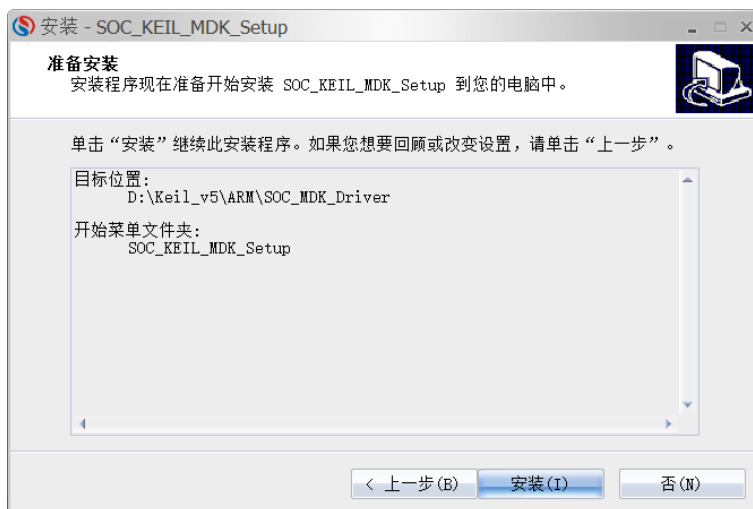 安装 - SOC_KEIL_MDK_Setup
准备安装
安装程序现在准备开始安装 SOC_KEIL_MDK_Setup 到您的电脑中。
单击“安装”继续此安装程序。如果您想要回顾或改变设置，请单击“上一步”。
目标位置:
D:\Keil_v5\ARM\SOC_MDK_Driver
开始菜单文件夹:
SOC_KEIL_MDK_Setup
< 上一步(B)
安装(I)
否(N)